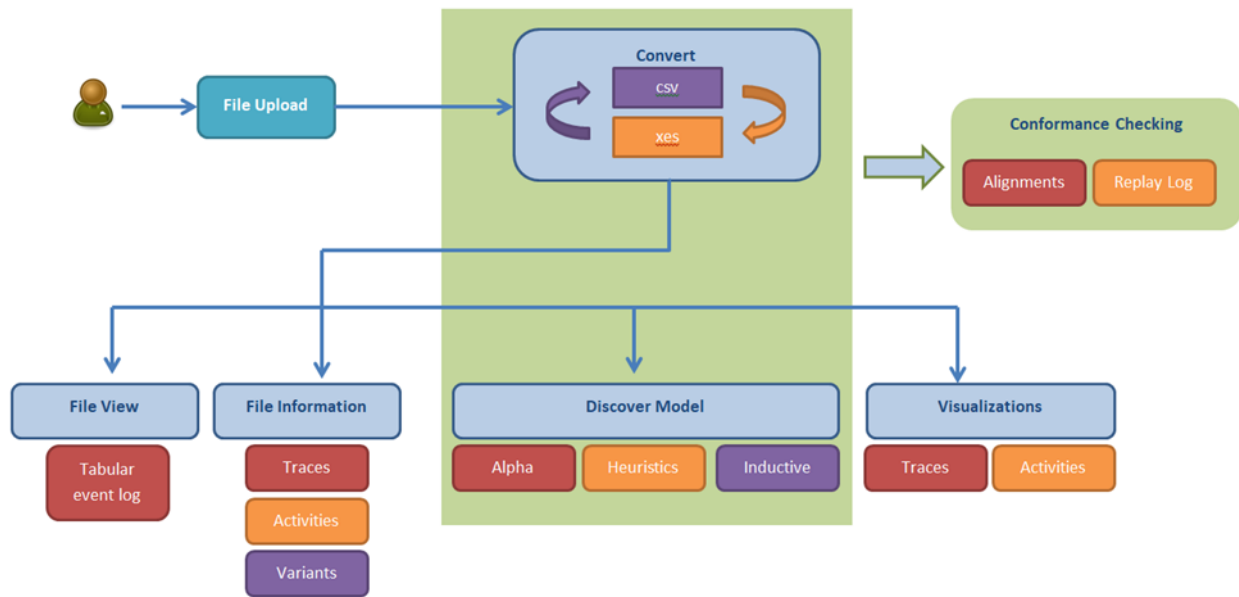 Convert
csv
File Upload
xes
Conformance Checking
Alignments
Replay Log
File View
File Information
Discover Model
Visualizations
Tabular
event log
Traces
Activities
Variants
Alpha
Heuristics
Inductive
Traces
Activities